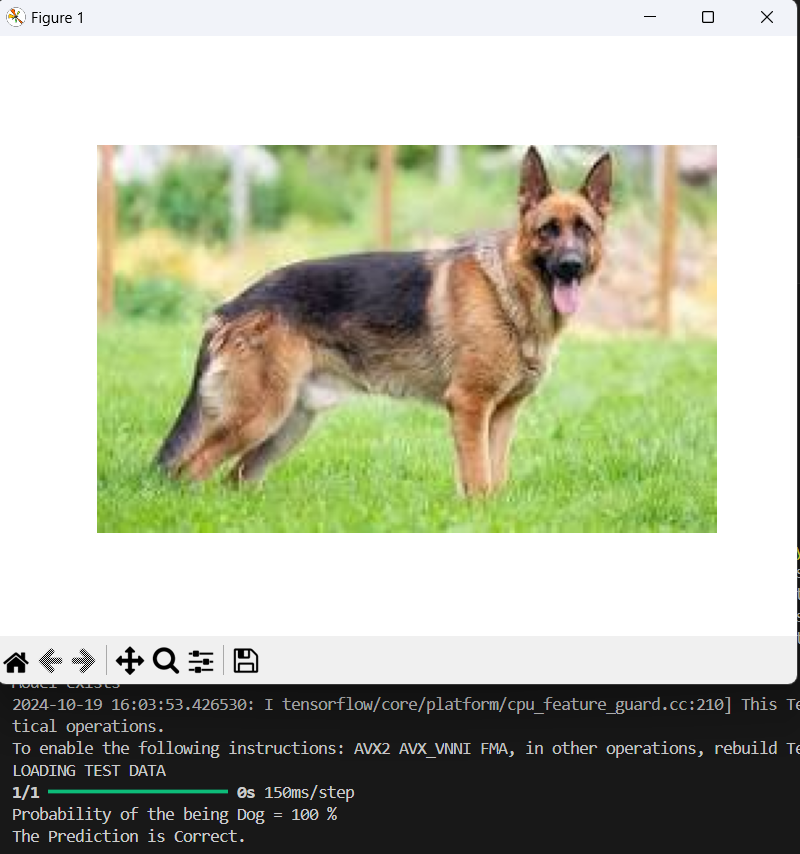 Figure 1
Model exists
2024-10-19 16:03:53.426530: I tensorflow/core/platform/cpu_feature_guard.cc:210] This Te
tical operations.
To enable the following instructions: AVX2 AVX_VNNI FMA, in other operations, rebuild Te
LOADING TEST DATA
1/1 0s 150ms/step
Probability of the being Dog = 100 %
The Prediction is Correct.